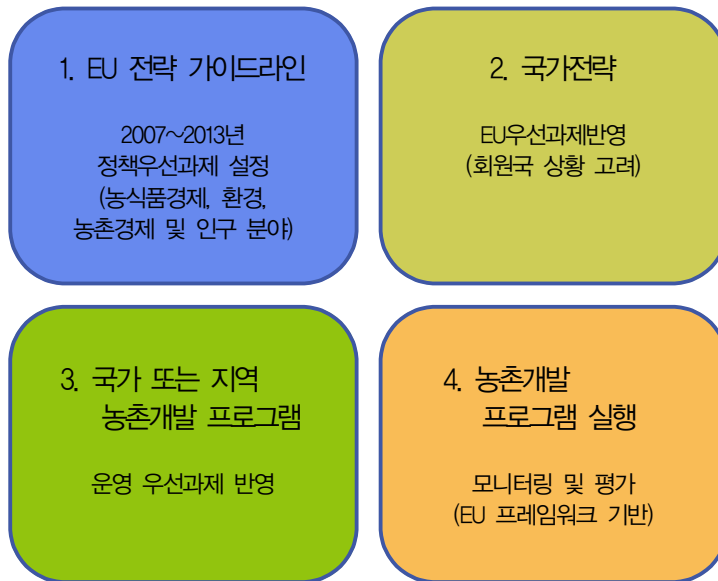 1. EU 전략 가이드라인
2007~2013년
정책우선과제 설정
(농식품경제, 환경,
농촌경제 및 인구 분야)
2. 국가전략
EU우선과제반영
(회원국 상황 고려)
3. 국가 또는 지역
농촌개발 프로그램
운영 우선과제 반영
4. 농촌개발
프로그램 실행
모니터링 및 평가
(EU 프레임워크 기반)